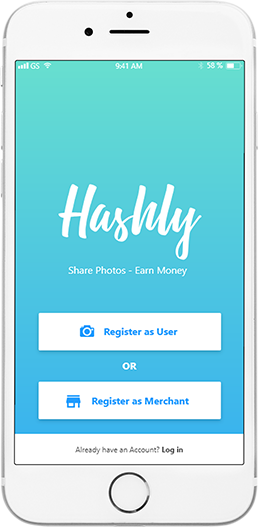 GS 9:41 AM 58 %
Hashly
Share Photos - Earn Money
Register as User
OR
Register as Merchant
Already have an Account? Log in